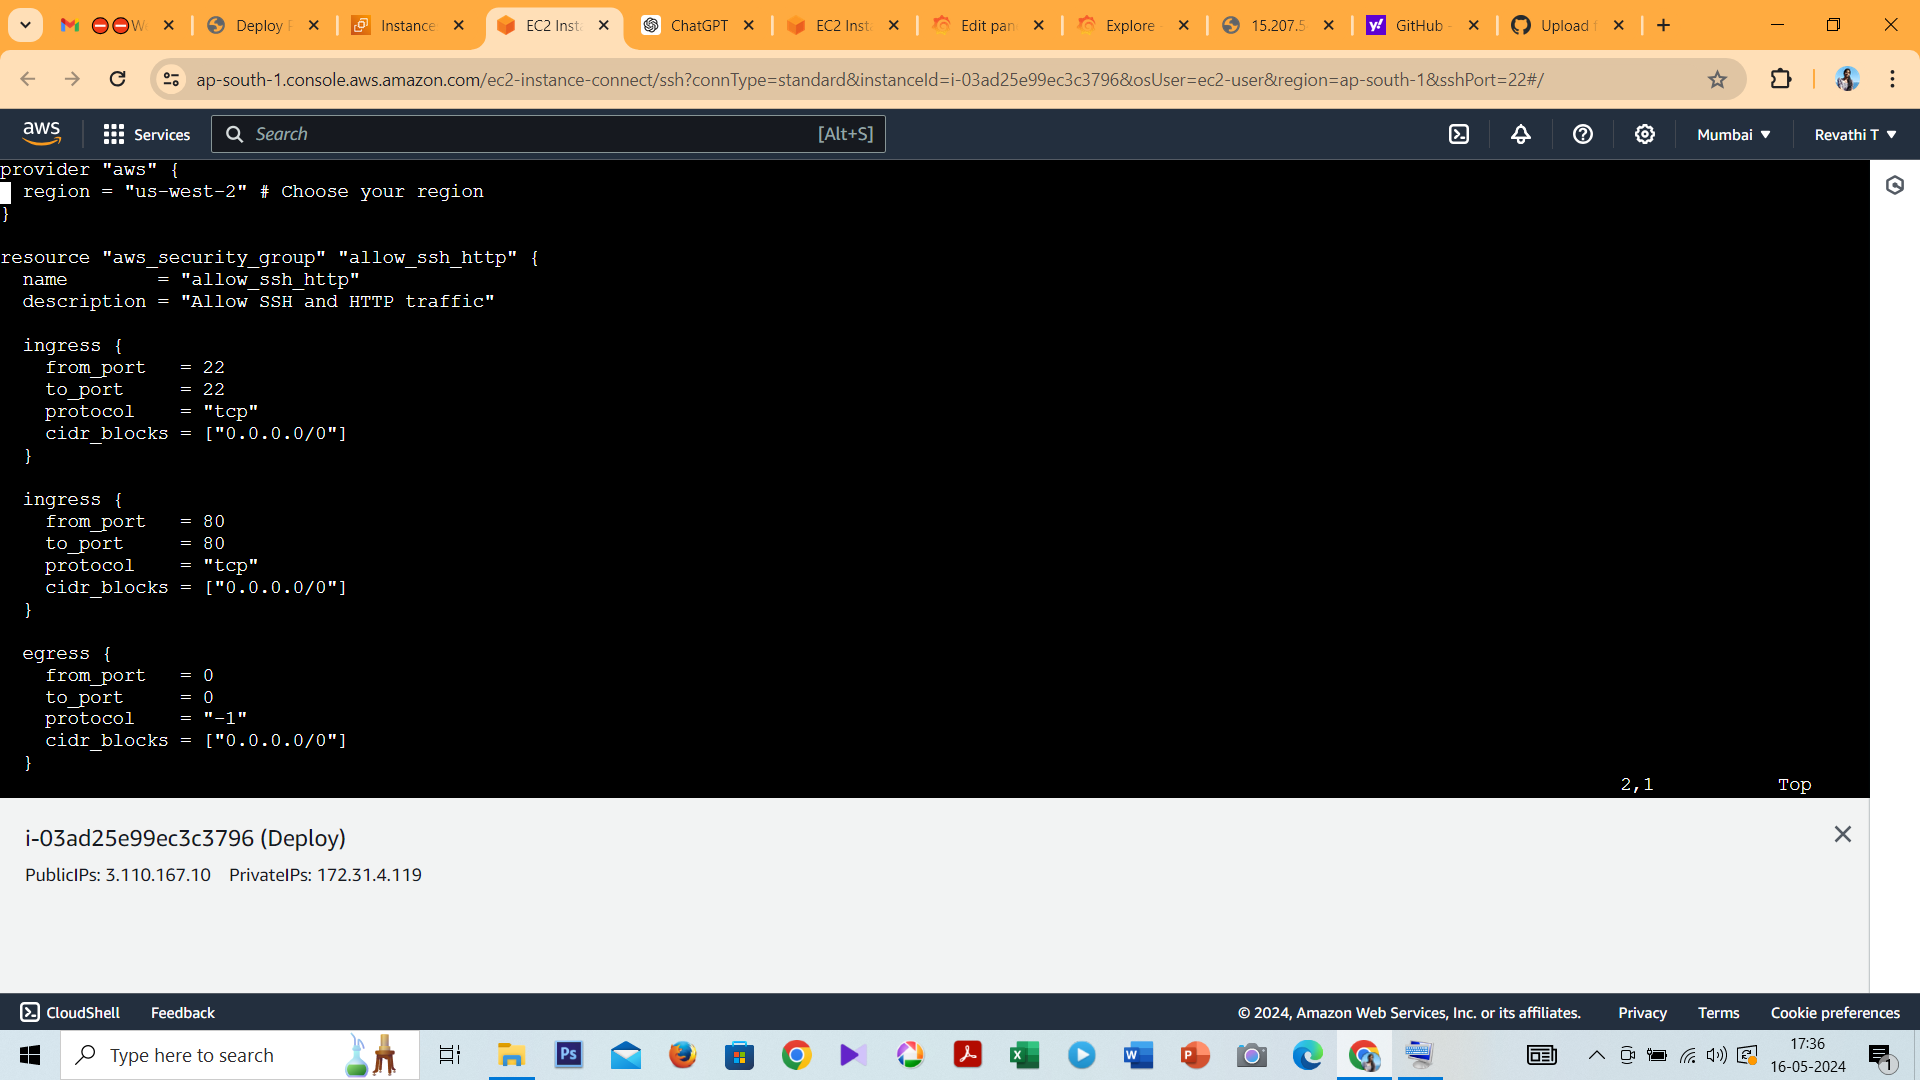 Deploy
Instance
EC2 Inst
ChatGPT
EC2 Inst
Edit pan
Explore
15.207.5
GitHub
Upload
ap-south-1.console.aws.amazon.com/ec2-instance-connect/ssh?connType=standard&instanceId=i-03ad25e99ec3c3796&osUser=ec2-user&region=ap-south-1&sshPort=22#/
aws
Services
Search
[Alt+S]
Mumbai
Revathi T
provider "aws" {
region = "us-west-2" # Choose your region
}
resource "aws_security_group" "allow_ssh_http" {
name = "allow_ssh_http"
description = "Allow SSH and HTTP traffic"
ingress {
from_port = 22
to_port = 22
protocol = "tcp"
cidr_blocks = ["0.0.0.0/0"]
}
ingress {
from_port = 80
to_port = 80
protocol = "tcp"
cidr_blocks = ["0.0.0.0/0"]
}
egress {
from_port = 0
to_port = 0
protocol = "-1"
cidr_blocks = ["0.0.0.0/0"]
}
2,1 Top
i-03ad25e99ec3c3796 (Deploy)
PublicIPs: 3.110.167.10 PrivateIPs: 172.31.4.119
CloudShell
Feedback
© 2024, Amazon Web Services, Inc. or its affiliates.
Privacy
Terms
Cookie preferences
Type here to search
Ps
17:36
16-05-2024
1